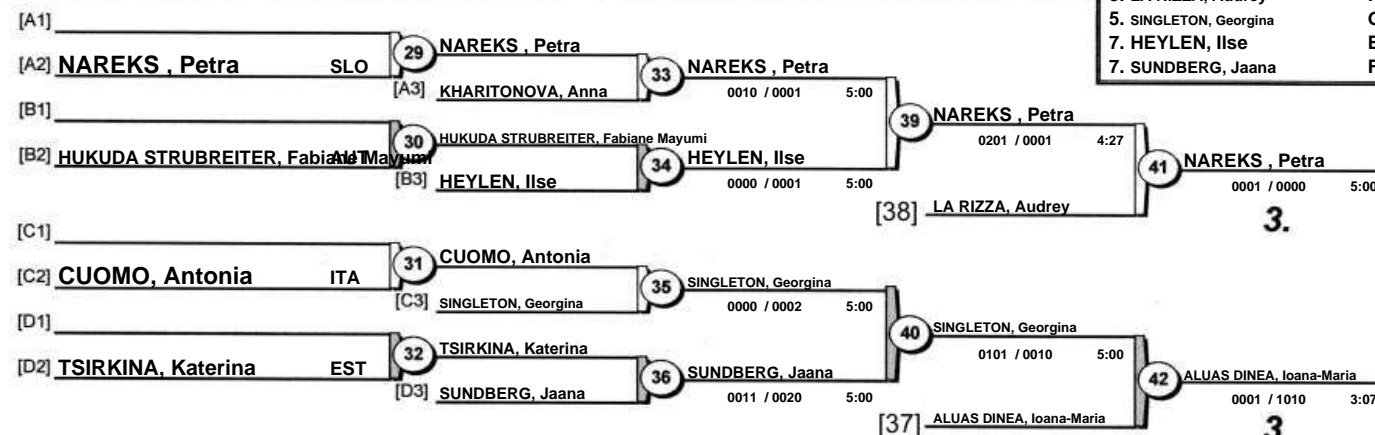 5. SINGLETON, Georgina
7. HEYLEN, Ilse
7. SUNDBERG, Jaana
[A1]
[A2] NAREKS , Petra SLO
29
NAREKS , Petra
[A3] KHARITONOVA, Anna
33
NAREKS , Petra
0010 / 0001 5:00
[B1]
[B2] HUKUDA STRUBREITER, Fabiane Mayumi AUT
30
HUKUDA STRUBREITER, Fabiane Mayumi
[B3] HEYLEN, Ilse
34
HEYLEN, Ilse
0000 / 0001 5:00
39
NAREKS , Petra
0201 / 0001 4:27
[38] LA RIZZA, Audrey
41
NAREKS , Petra
0001 / 0000 5:00
3.
[C1]
[C2] CUOMO, Antonia ITA
31
CUOMO, Antonia
[C3] SINGLETON, Georgina
35
SINGLETON, Georgina
0000 / 0002 5:00
[D1]
[D2] TSIRKINA, Katerina EST
32
TSIRKINA, Katerina
[D3] SUNDBERG, Jaana
36
SUNDBERG, Jaana
0011 / 0020 5:00
40
SINGLETON, Georgina
0101 / 0010 5:00
[37] ALUAS DINEA, Ioana-Maria
42
ALUAS DINEA, Ioana-Maria
0001 / 1010 3:07
3